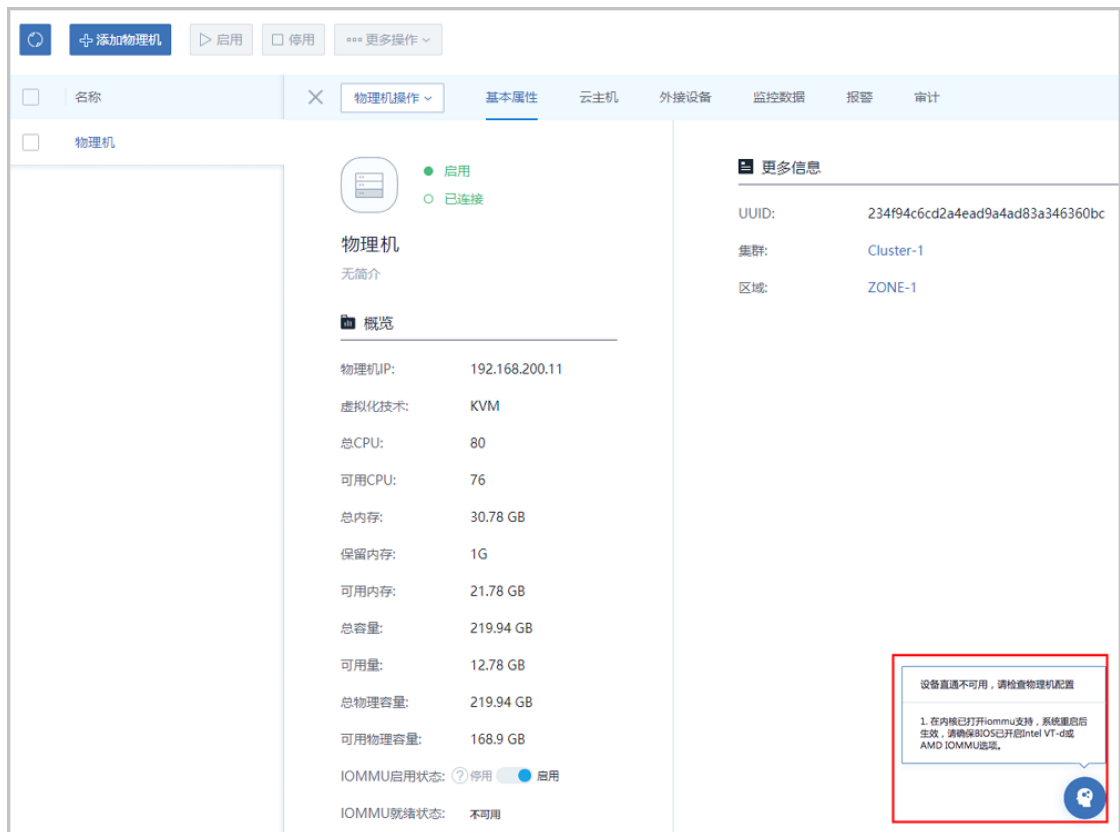 添加物理机
启用
停用
更多操作
名称
物理机操作
基本属性
云主机
外接设备
监控数据
报警
审计
物理机
启用
已连接
物理机
无简介
概览
物理机IP: 192.168.200.11
虚拟化技术: KVM
总CPU: 80
可用CPU: 76
总内存: 30.78 GB
保留内存: 1G
可用内存: 21.78 GB
总容量: 219.94 GB
可用量: 12.78 GB
总物理容量: 219.94 GB
可用物理容量: 168.9 GB
IOMMU启用状态: ? 停用 启用
IOMMU就绪状态: 不可用
更多信息
UUID: 234f94c6cd2a4ead9a4ad83a346360bc
集群: Cluster-1
区域: ZONE-1
设备直通不可用，请检查物理机配置
1. 在内核已打开iommu支持，系统重启后
生效，请确保BIOS已开启Intel VT-d或
AMD IOMMU选项。